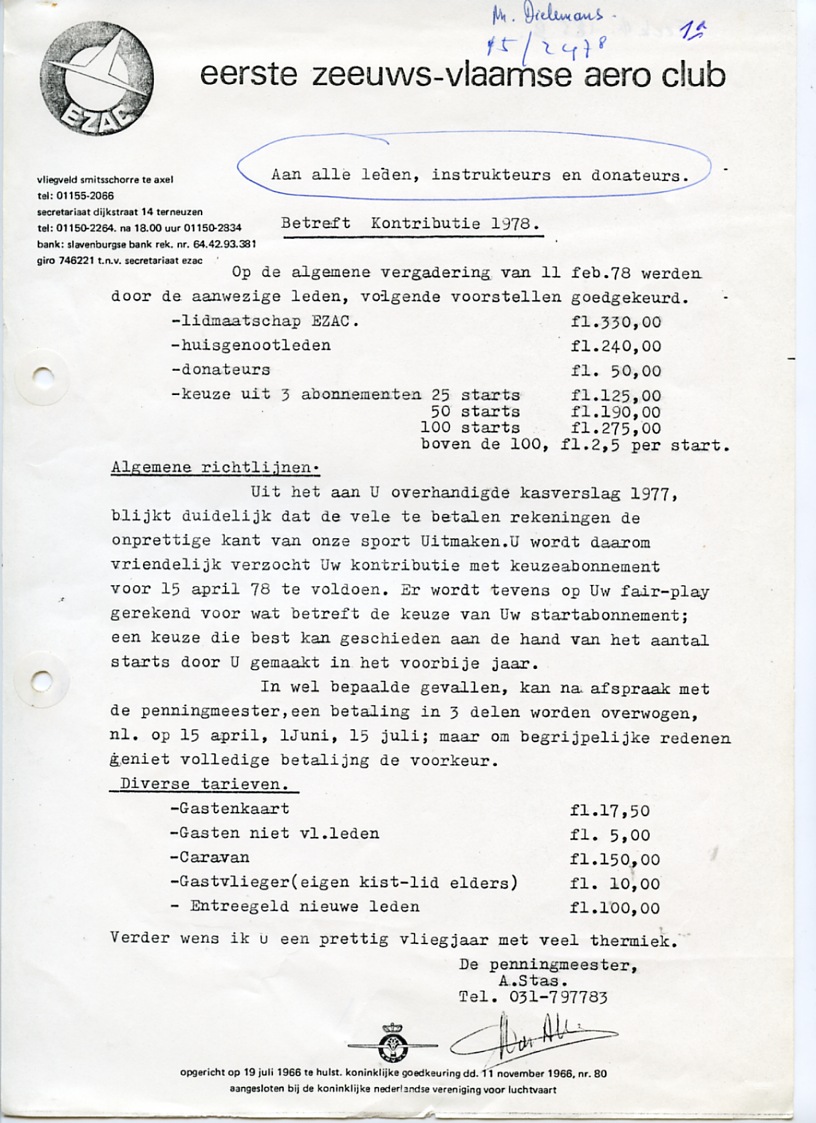 M. Dielemans.
15/2 1978
1e
eerste zeeuws-vlaamse aero club
EZAC
Aan alle leden, instrukteurs en donateurs.
vliegveld smitsschorre te axel
tel: 01155-2066
secretariaat dijkstraat 14 terneuzen
tel: 01150-2264. na 18.00 uur 01150-2834
bank: slavenburgse bank rek. nr. 64.42.93.381
giro 746221 t.n.v. secretariaat ezac
Betreft Kontributie 1978.
Op de algemene vergadering van 11 feb.78 werden
door de aanwezige leden, volgende voorstellen goedgekeurd.
-lidmaatschap EZAC. fl.330,00
-huisgenootleden fl.240,00
-donateurs fl. 50,00
-keuze uit 3 abonnementen 25 starts fl.125,00
50 starts fl.190,00
100 starts fl.275,00
boven de 100, fl.2,5 per start.
Algemene richtlijnen.
Uit het aan U overhandigde kasverslag 1977,
blijkt duidelijk dat de vele te betalen rekeningen de
onprettige kant van onze sport Uitmaken.U wordt daarom
vriendelijk verzocht Uw kontributie met keuzeabonnement
voor 15 april 78 te voldoen. Er wordt tevens op Uw fair-play
gerekend voor wat betreft de keuze van Uw startabonnement;
een keuze die best kan geschieden aan de hand van het aantal
starts door U gemaakt in het voorbije jaar.
In wel bepaalde gevallen, kan na afspraak met
de penningmeester,een betaling in 3 delen worden overwogen,
nl. op 15 april, 1Juni, 15 juli; maar om begrijpelijke redenen
geniet volledige betalijng de voorkeur.
Diverse tarieven.
-Gastenkaart fl.17,50
-Gasten niet vl.leden fl. 5,00
-Caravan fl.150,00
-Gastvlieger(eigen kist-lid elders) fl. 10,00
- Entreegeld nieuwe leden fl.100,00
Verder wens ik U een prettig vliegjaar met veel thermiek.
De penningmeester,
A.Stas.
Tel. 031-797783
opgericht op 19 juli 1966 te hulst. koninklijke goedkeuring dd. 11 november 1966, nr. 80
aangesloten bij de koninklijke nederlandse vereniging voor luchtvaart